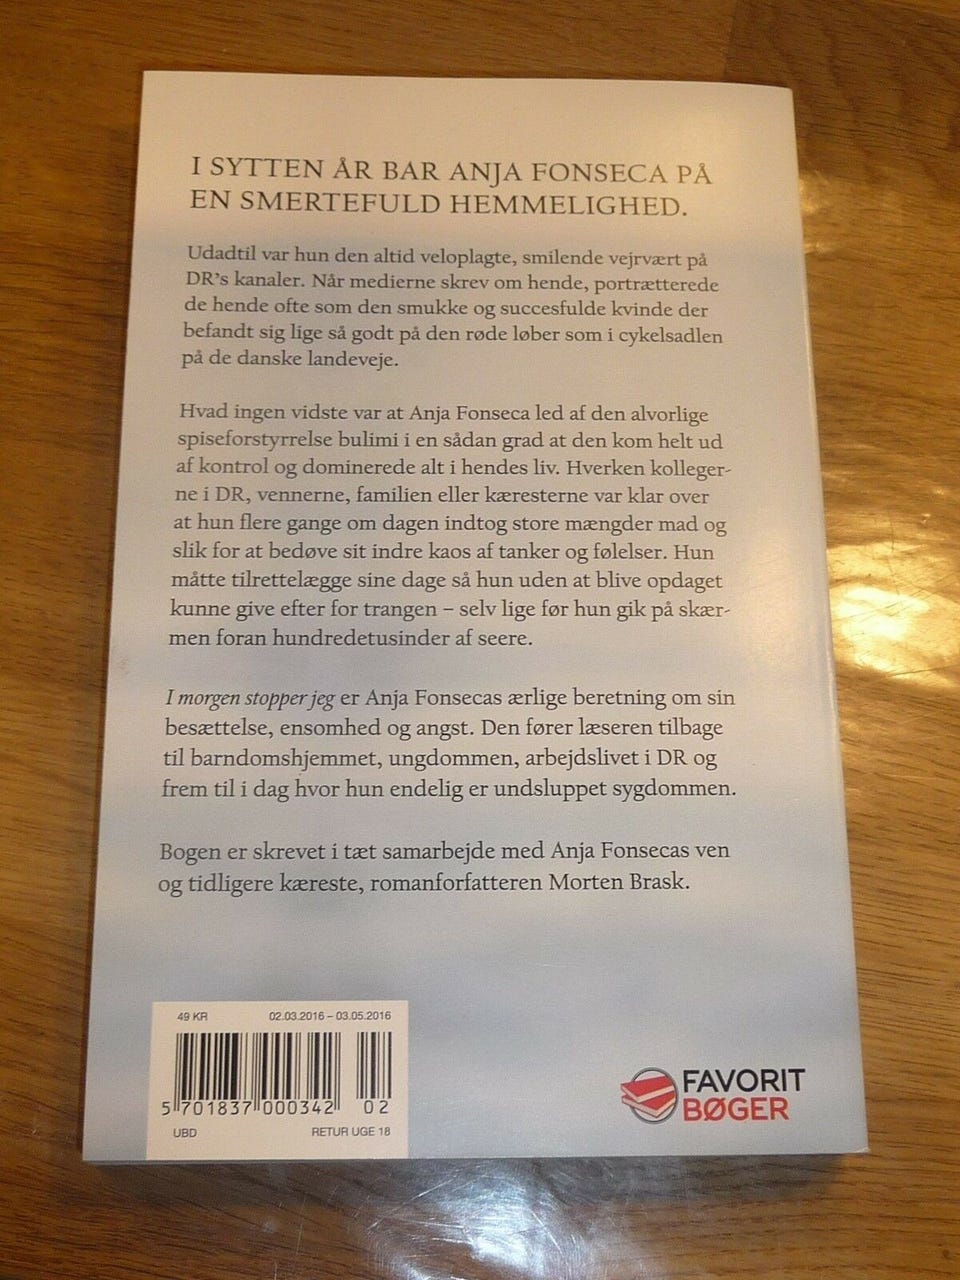 I SYTTEN ÅR BAR ANJA FONSECA PÅ
EN SMERTEFULD HEMMELIGHED.
Udadtil var hun den altid veloplagte, smilende vejrvært på
DR's kanaler. Når medierne skrev om hende, portrætterede
de hende ofte som den smukke og succesfulde kvinde der
befandt sig lige så godt på den røde løber som i cykelsadlen
på de danske landeveje.
Hvad ingen vidste var at Anja Fonseca led af den alvorlige
spiseforstyrrelse bulimi i en sådan grad at den kom helt ud
af kontrol og dominerede alt i hendes liv. Hverken kolleger-
ne i DR, vennerne, familien eller kæresterne var klar over
at hun flere gange om dagen indtog store mængder mad og
slik for at bedøve sit indre kaos af tanker og følelser. Hun
måtte tilrettelægge sine dage så hun uden at blive opdaget
kunne give efter for trangen – selv lige før hun gik på skær-
men foran hundredetusinder af seere.
I morgen stopper jeg er Anja Fonsecas ærlige beretning om sin
besættelse, ensomhed og angst. Den fører læseren tilbage
til barndomshjemmet, ungdommen, arbejdslivet i DR og
frem til i dag hvor hun endelig er undsluppet sygdommen.
Bogen er skrevet i tæt samarbejde med Anja Fonsecas ven
og tidligere kæreste, romanforfatteren Morten Brask.
49 KR 02.03.2016 – 03.05.2016
5 701837 000342 02
UBD RETUR UGE 18
FAVORIT
BØGER